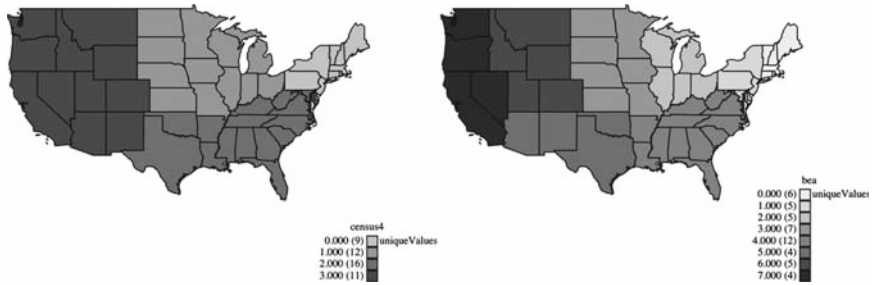 census4
0.000 (9) uniqueValues
1.000 (12)
2.000 (16)
3.000 (11)
bea
0.000 (6) uniqueValues
1.000 (5)
2.000 (5)
3.000 (7)
4.000 (12)
5.000 (4)
6.000 (5)
7.000 (4)